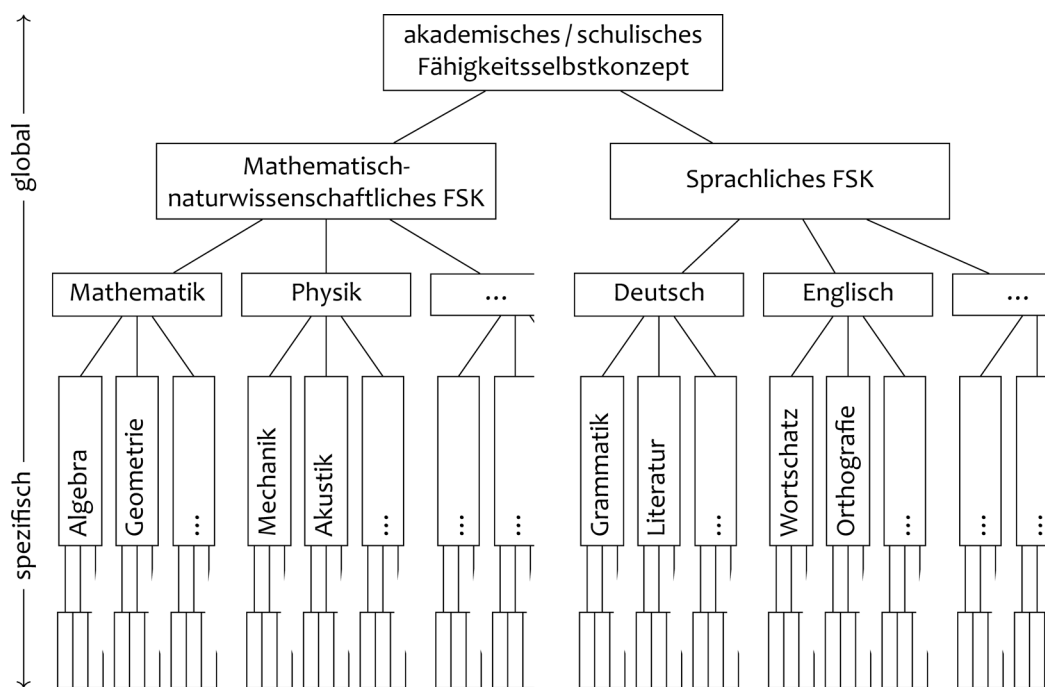 akademisches / schulisches
Fähigkeitsselbstkonzept
global
spezifisch
Mathematisch-
naturwissenschaftliches FSK
Sprachliches FSK
Mathematik
Physik
...
Deutsch
Englisch
...
Algebra
Geometrie
...
Mechanik
Akustik
...
...
...
Grammatik
Literatur
...
Wortschatz
Orthografie
...
...
...